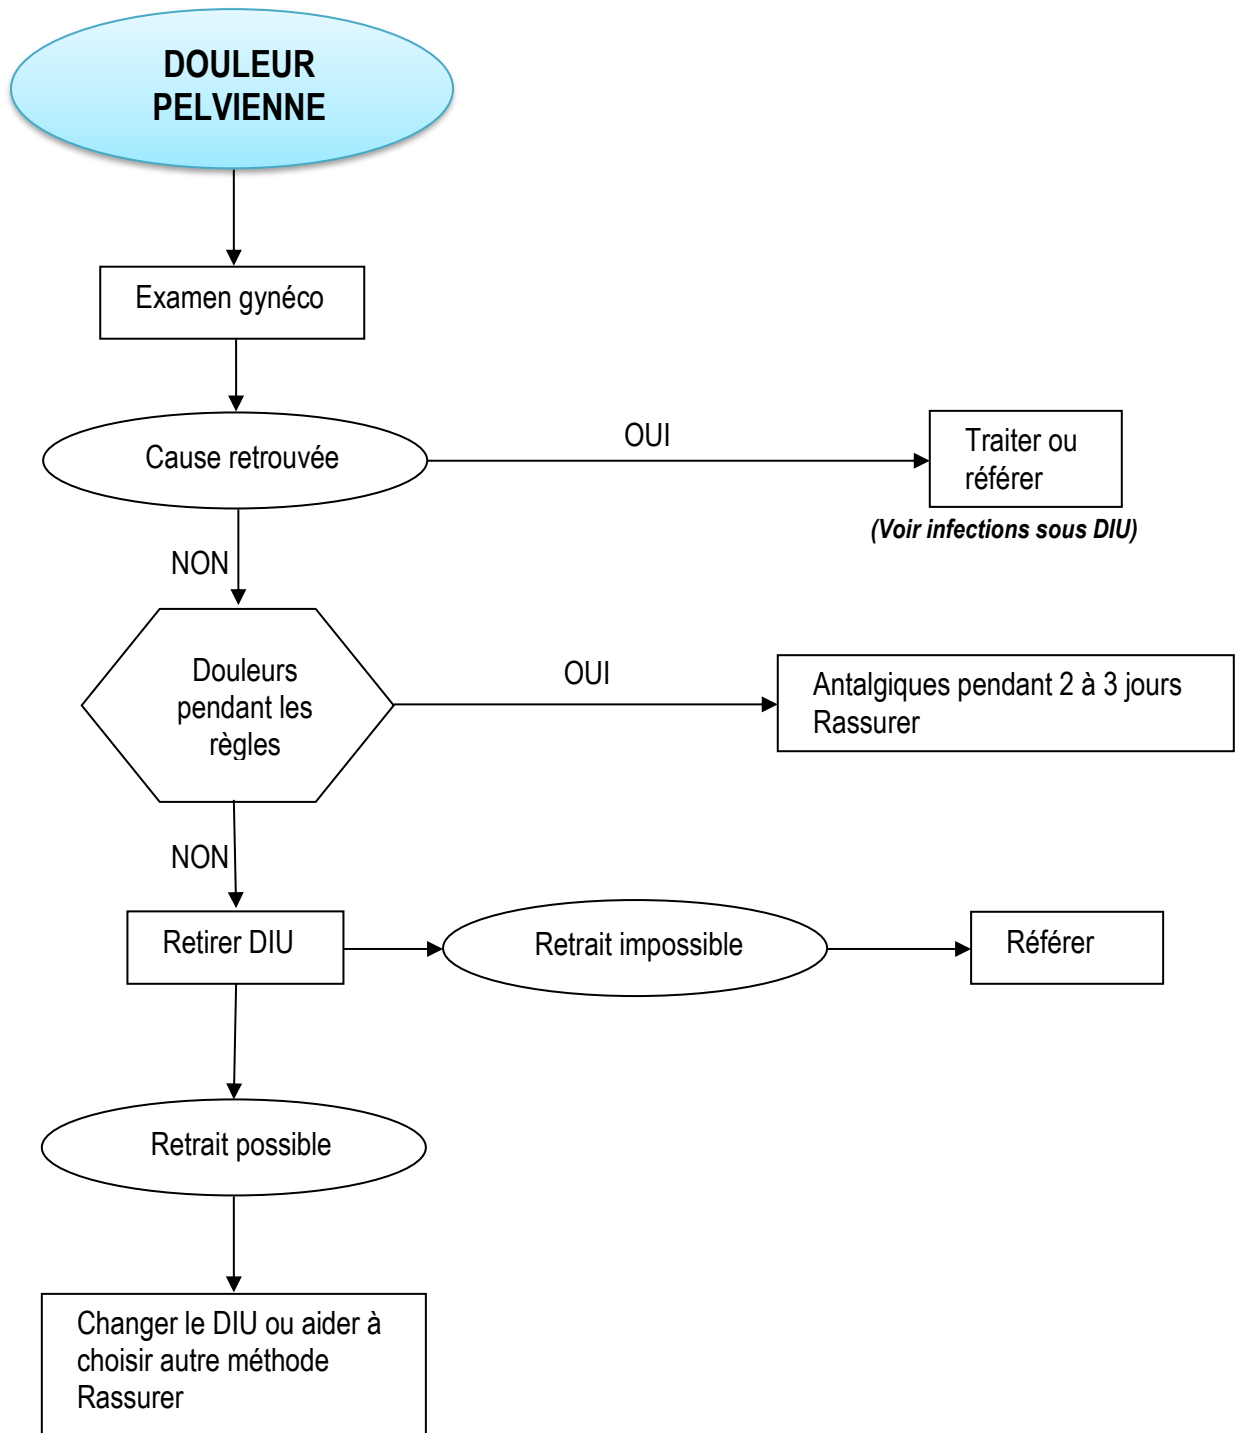 DOULEUR
PELVIENNE
Examen gynéco
Cause retrouvée
OUI
Traiter ou
référer
(Voir infections sous DIU)
NON
Douleurs
pendant les
règles
OUI
Antalgiques pendant 2 à 3 jours
Rassurer
NON
Retirer DIU
Retrait impossible
Référer
Retrait possible
Changer le DIU ou aider à
choisir autre méthode
Rassurer